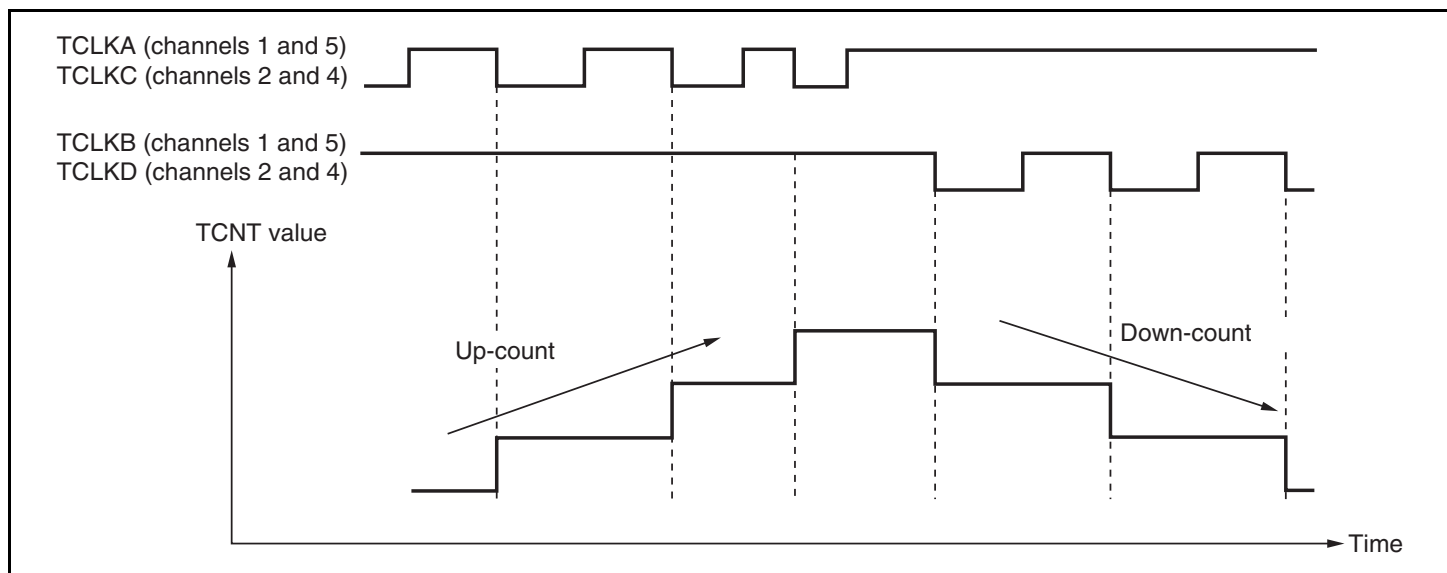 TCLKA (channels 1 and 5)
TCLKC (channels 2 and 4)
TCLKB (channels 1 and 5)
TCLKD (channels 2 and 4)
TCNT value
Up-count
Down-count
Time